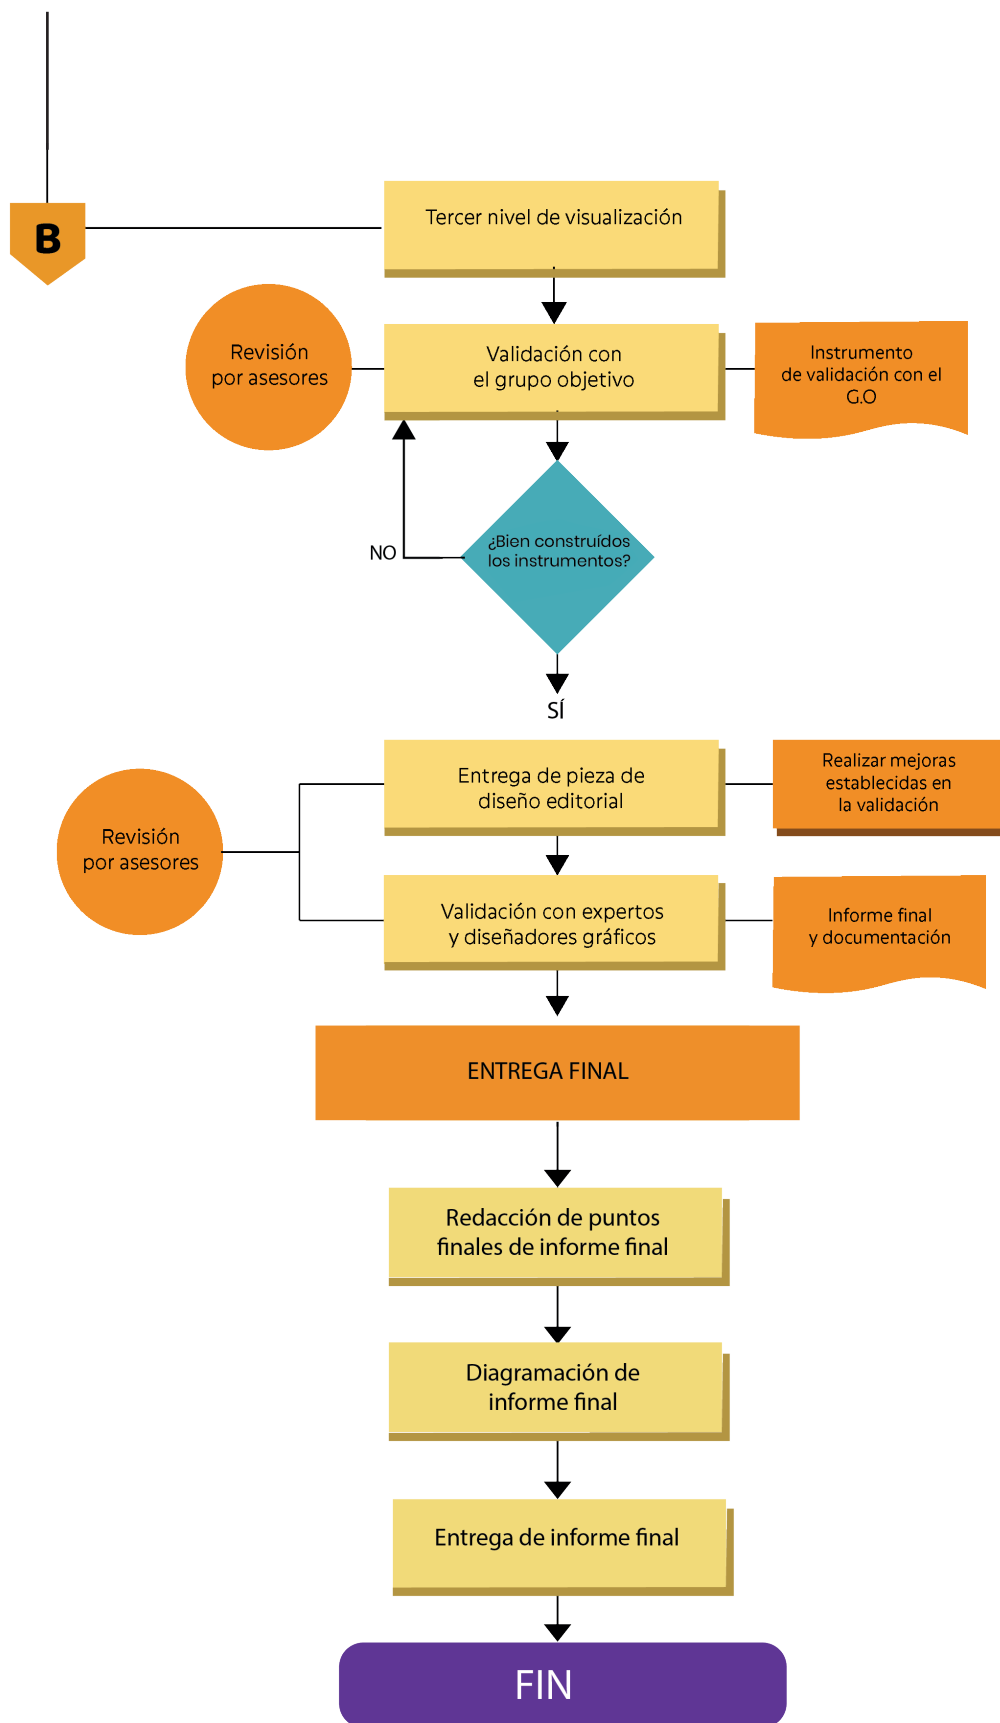 B
Tercer nivel de visualización
Revisión
por asesores
Validación con
el grupo objetivo
Instrumento
de validación con el
G.O
¿Bien construídos
los instrumentos?
NO
SÍ
Revisión
por asesores
Entrega de pieza de
diseño editorial
Realizar mejoras
establecidas en
la validación
Validación con expertos
y diseñadores gráficos
Informe final
y documentación
ENTREGA FINAL
Redacción de puntos
finales de informe final
Diagramación de
informe final
Entrega de informe final
FIN